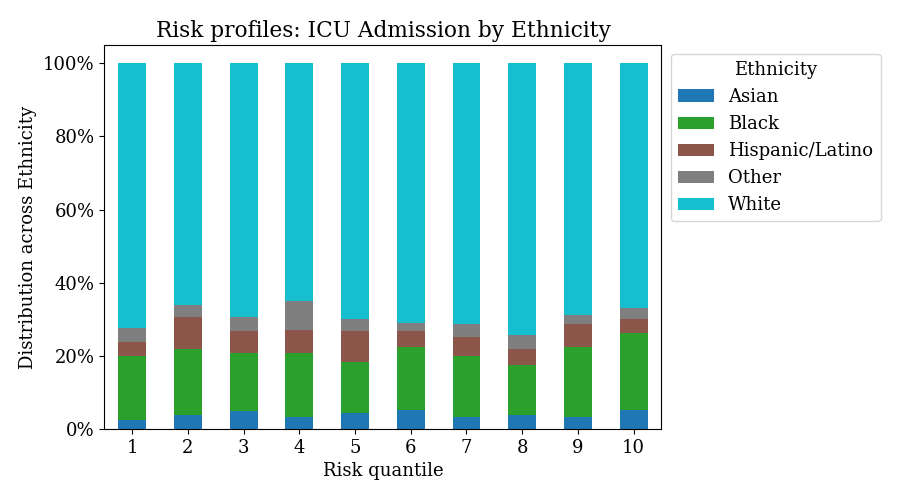 Risk profiles: ICU Admission by Ethnicity
Distribution across Ethnicity
100%
80%
60%
40%
20%
0%
1 2 3 4 5 6 7 8 9 10
Risk quantile
Ethnicity
Asian
Black
Hispanic/Latino
Other
White